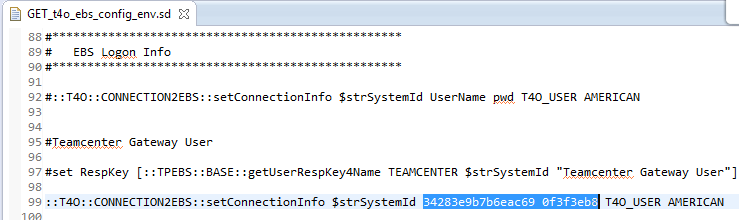 GET_t4o_ebs_config_env.sd
88 #**************************************************
89 #   EBS Logon Info
90 #**************************************************
91
92 #::T4O::CONNECTION2EBS::setConnectionInfo $strSystemId UserName pwd T4O_USER AMERICAN
93
94
95 #Teamcenter Gateway User
96
97 #set RespKey [::TPEBS::BASE::getUserRespKey4Name TEAMCENTER $strSystemId "Teamcenter Gateway User"]
98
99 ::T4O::CONNECTION2EBS::setConnectionInfo $strSystemId 34283e9b7b6eac69 0f3f3eb8 T4O_USER AMERICAN
100